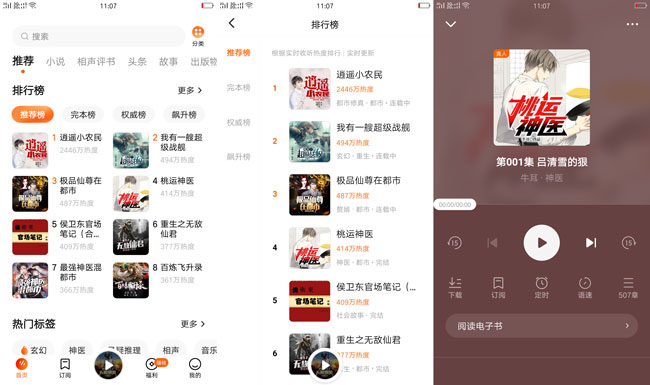 11:07
搜索
分类
推荐 小说 相声评书 头条 故事 出版物
排行榜 更多
推荐榜 完本榜 权威榜 飙升榜
1 逍遥小农民
2446万热度
2 我有一艘超级战舰
494万热度
3 极品仙尊在都市
487万热度
4 桃运神医
414万热度
5 侯卫东官场笔记（合...
409万热度
6 重生之无敌仙君
377万热度
7 最强神医混都市
366万热度
8 百炼飞升录
361万热度
热门标签 更多
玄幻 神医 悬疑推理 相声 音乐
首页 订阅 福利 我的
11:07
排行榜
推荐榜
完本榜
权威榜
飙升榜
根据实时收听热度排行：实时更新
1
逍遥小农民
2446万热度
都市修真·都市·连载中
2
我有一艘超级战舰
494万热度
玄幻·重生·连载中
3
极品仙尊在都市
487万热度
4
桃运神医
414万热度
神医·都市·完结
5
侯卫东官场笔记（...
409万热度
社会故事·完结
6
重生之无敌仙君
377万热度
11:07
真人
桃运神医
第001集 吕清雪的狠
牛耳·神医
00:00/00:00
15 15
下载 订阅 定时 语速 507章
阅读电子书